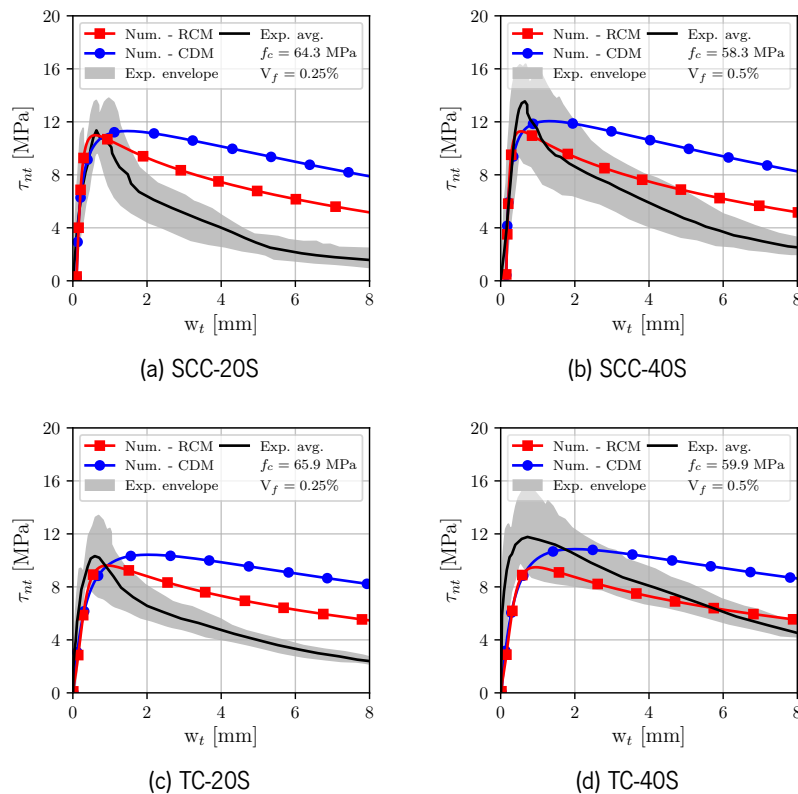 20
16
12
8
4
0
τnt [MPa]
Num. - RCM
Num. - CDM
Exp. envelope
Exp. avg.
fc = 64.3 MPa
Vf = 0.25%
0 2 4 6 8
wt [mm]
(a) SCC-20S
20
16
12
8
4
0
τnt [MPa]
Num. - RCM
Num. - CDM
Exp. envelope
Exp. avg.
fc = 58.3 MPa
Vf = 0.5%
0 2 4 6 8
wt [mm]
(b) SCC-40S
20
16
12
8
4
0
τnt [MPa]
Num. - RCM
Num. - CDM
Exp. envelope
Exp. avg.
fc = 65.9 MPa
Vf = 0.25%
0 2 4 6 8
wt [mm]
(c) TC-20S
20
16
12
8
4
0
τnt [MPa]
Num. - RCM
Num. - CDM
Exp. envelope
Exp. avg.
fc = 59.9 MPa
Vf = 0.5%
0 2 4 6 8
wt [mm]
(d) TC-40S